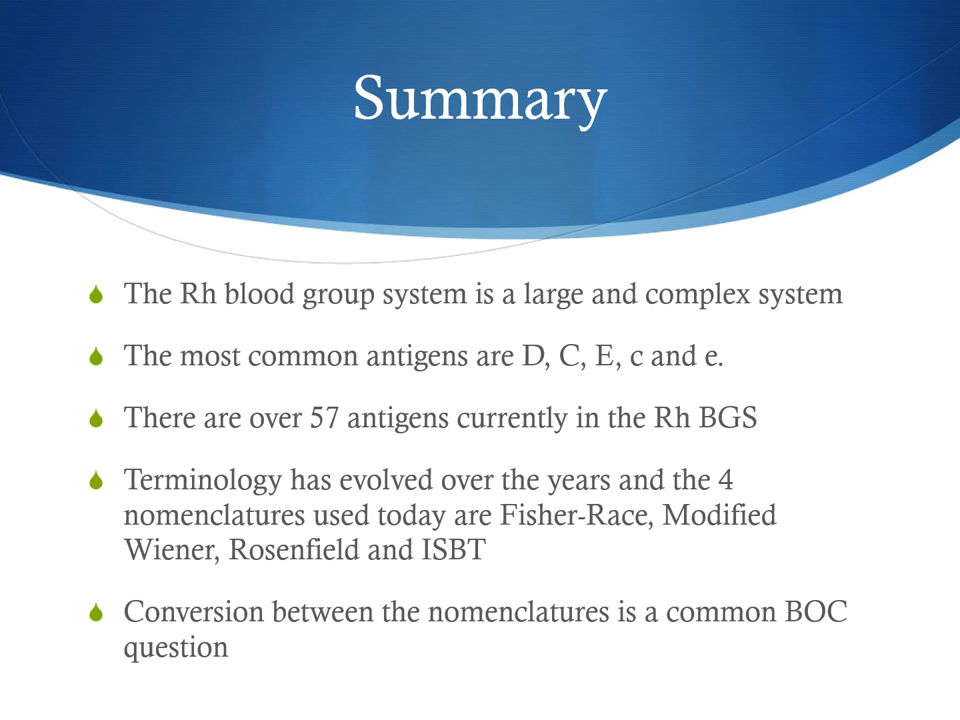 Summary
The Rh blood group system is a large and complex system
The most common antigens are D, C, E, c and e.
There are over 57 antigens currently in the Rh BGS
Terminology has evolved over the years and the 4
nomenclatures used today are Fisher-Race, Modified
Wiener, Rosenfield and ISBT
Conversion between the nomenclatures is a common BOC
question